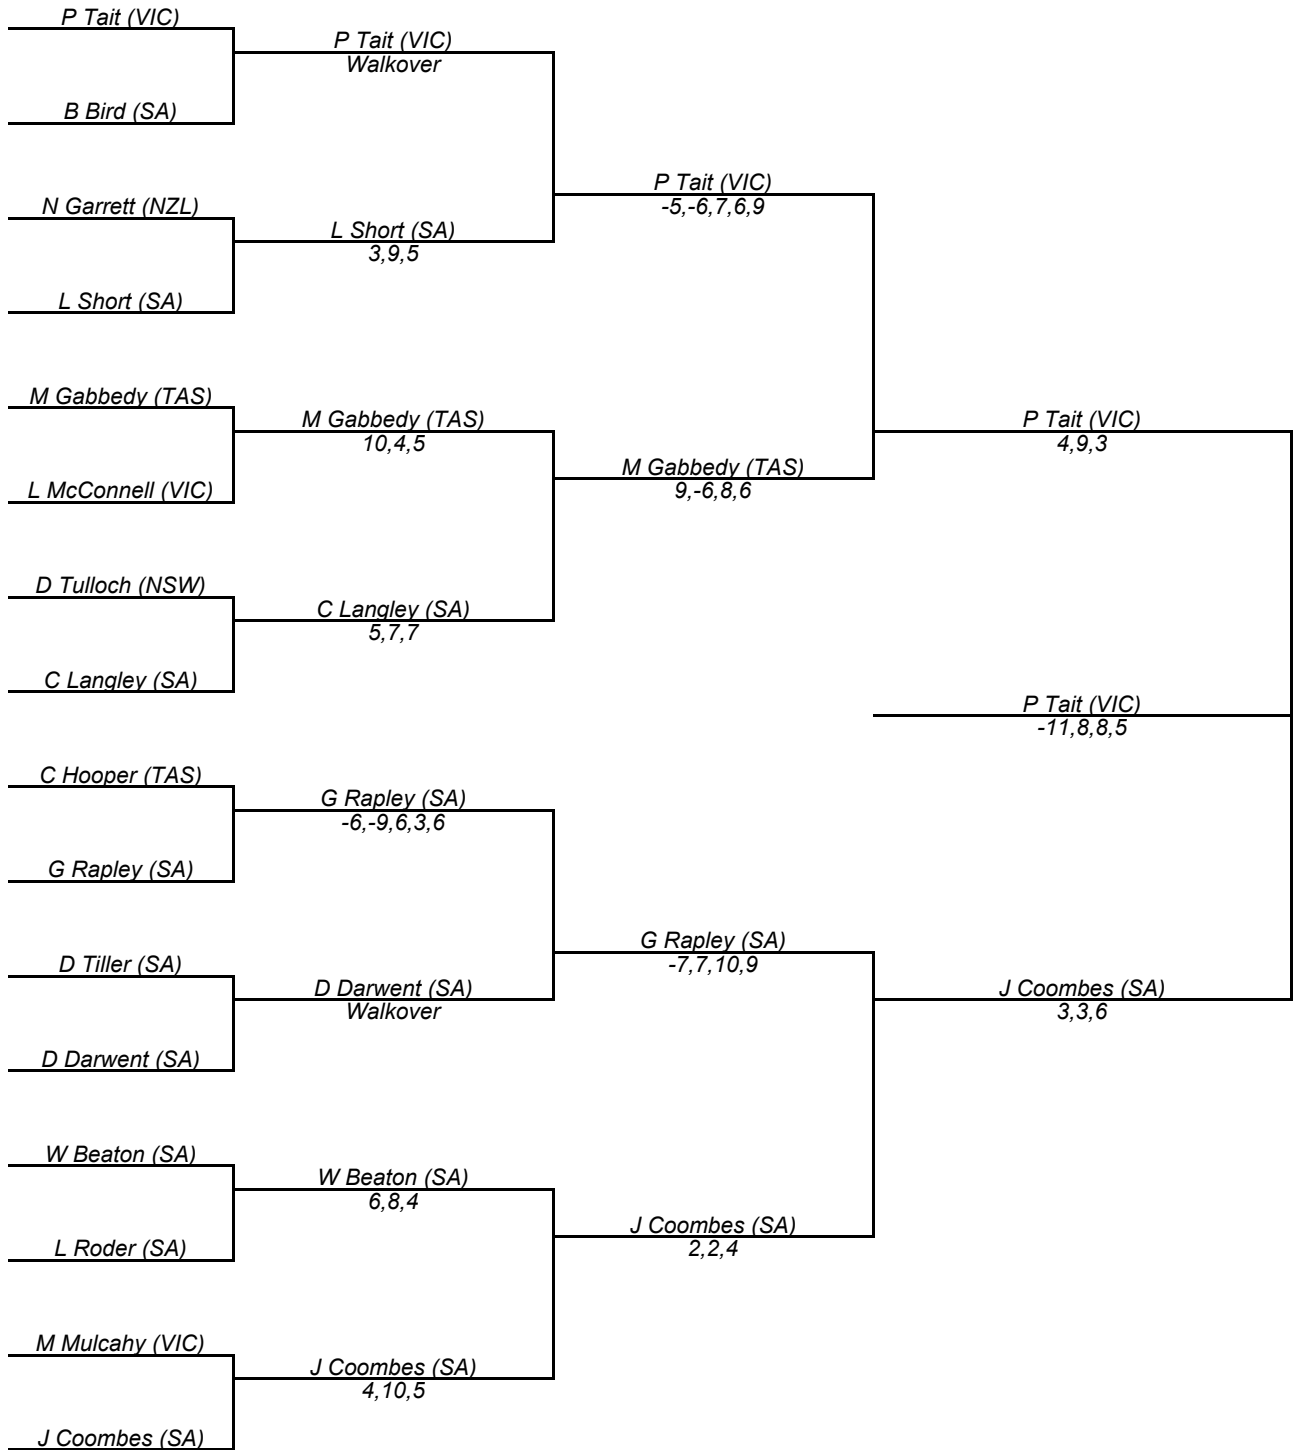 P Tait (VIC)
P Tait (VIC)
Walkover
B Bird (SA)
P Tait (VIC)
-5,-6,7,6,9
N Garrett (NZL)
L Short (SA)
3,9,5
L Short (SA)
M Gabbedy (TAS)
M Gabbedy (TAS)
10,4,5
P Tait (VIC)
4,9,3
M Gabbedy (TAS)
9,-6,8,6
L McConnell (VIC)
D Tulloch (NSW)
C Langley (SA)
5,7,7
C Langley (SA)
P Tait (VIC)
-11,8,8,5
C Hooper (TAS)
G Rapley (SA)
-6,-9,6,3,6
G Rapley (SA)
G Rapley (SA)
-7,7,10,9
D Tiller (SA)
D Darwent (SA)
Walkover
J Coombes (SA)
3,3,6
D Darwent (SA)
W Beaton (SA)
W Beaton (SA)
6,8,4
J Coombes (SA)
2,2,4
L Roder (SA)
M Mulcahy (VIC)
J Coombes (SA)
4,10,5
J Coombes (SA)